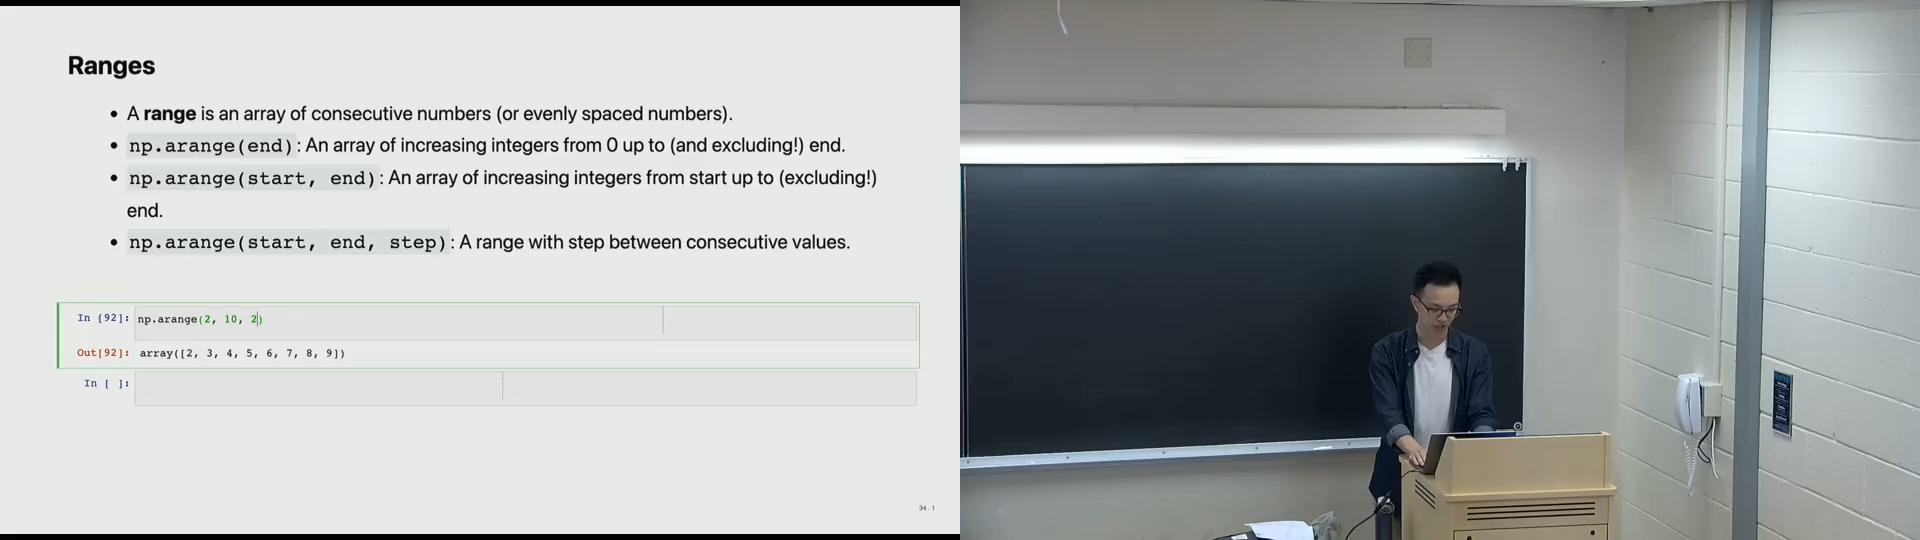 Ranges
• A range is an array of consecutive numbers (or evenly spaced numbers).
• np.arange(end): An array of increasing integers from 0 up to (and excluding!) end.
• np.arange(start, end): An array of increasing integers from start up to (excluding!)
end.
• np.arange(start, end, step): A range with step between consecutive values.
In [92]: np.arange(2, 10, 2)
Out[92]: array([2, 3, 4, 5, 6, 7, 8, 9])
In [ ]:
34.1